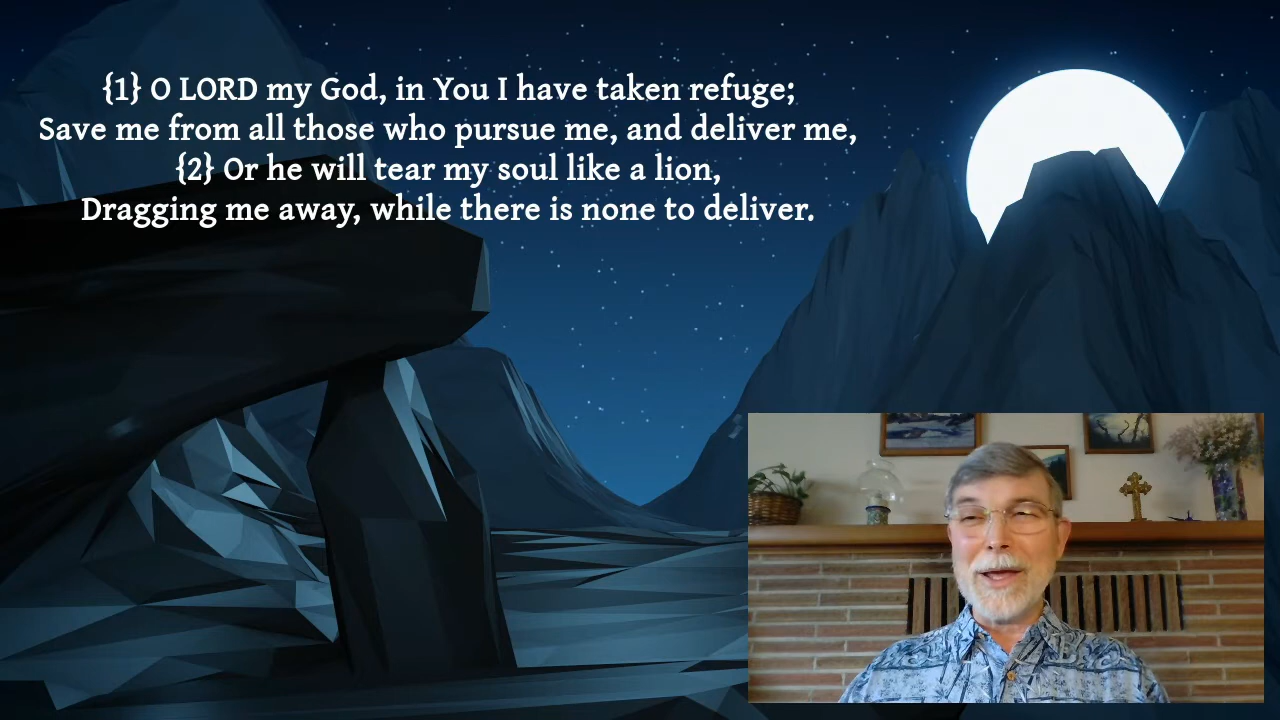 {1} O LORD my God, in You I have taken refuge;
Save me from all those who pursue me, and deliver me,
{2} Or he will tear my soul like a lion,
Dragging me away, while there is none to deliver.